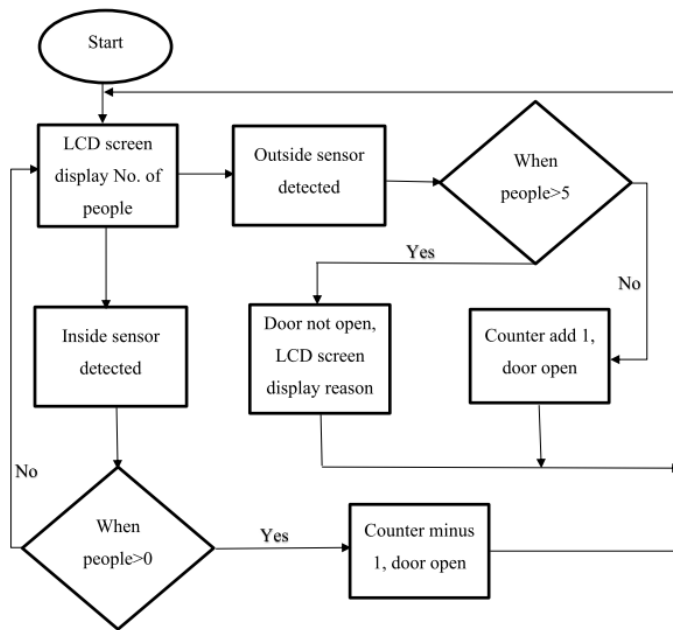 Start
LCD screen
display No. of
people
Outside sensor
detected
When
people>5
Yes
No
Inside sensor
detected
Door not open,
LCD screen
display reason
Counter add 1,
door open
No
When
people>0
Yes
Counter minus
1, door open